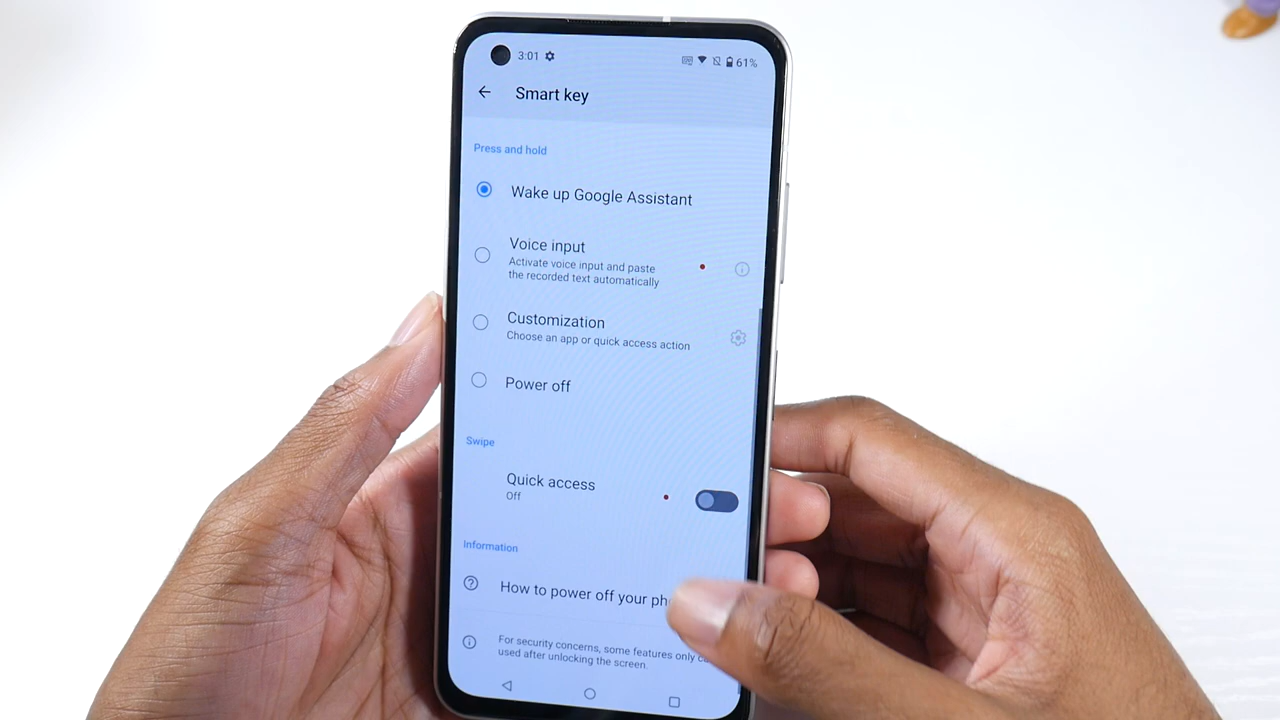 3:01
61%
Smart key
Press and hold
Wake up Google Assistant
Voice input
Activate voice input and paste
the recorded text automatically
Customization
Choose an app or quick access action
Power off
Swipe
Quick access
Off
Information
How to power off your
For security concerns, some features only
used after unlocking the screen.